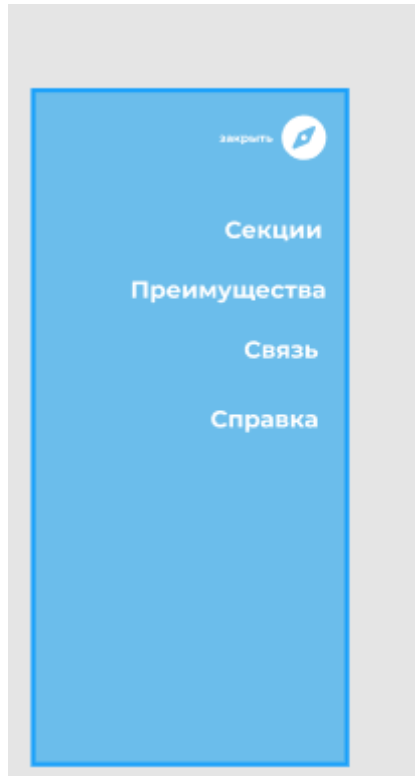 закрыть
Секции
Преимущества
Связь
Справка